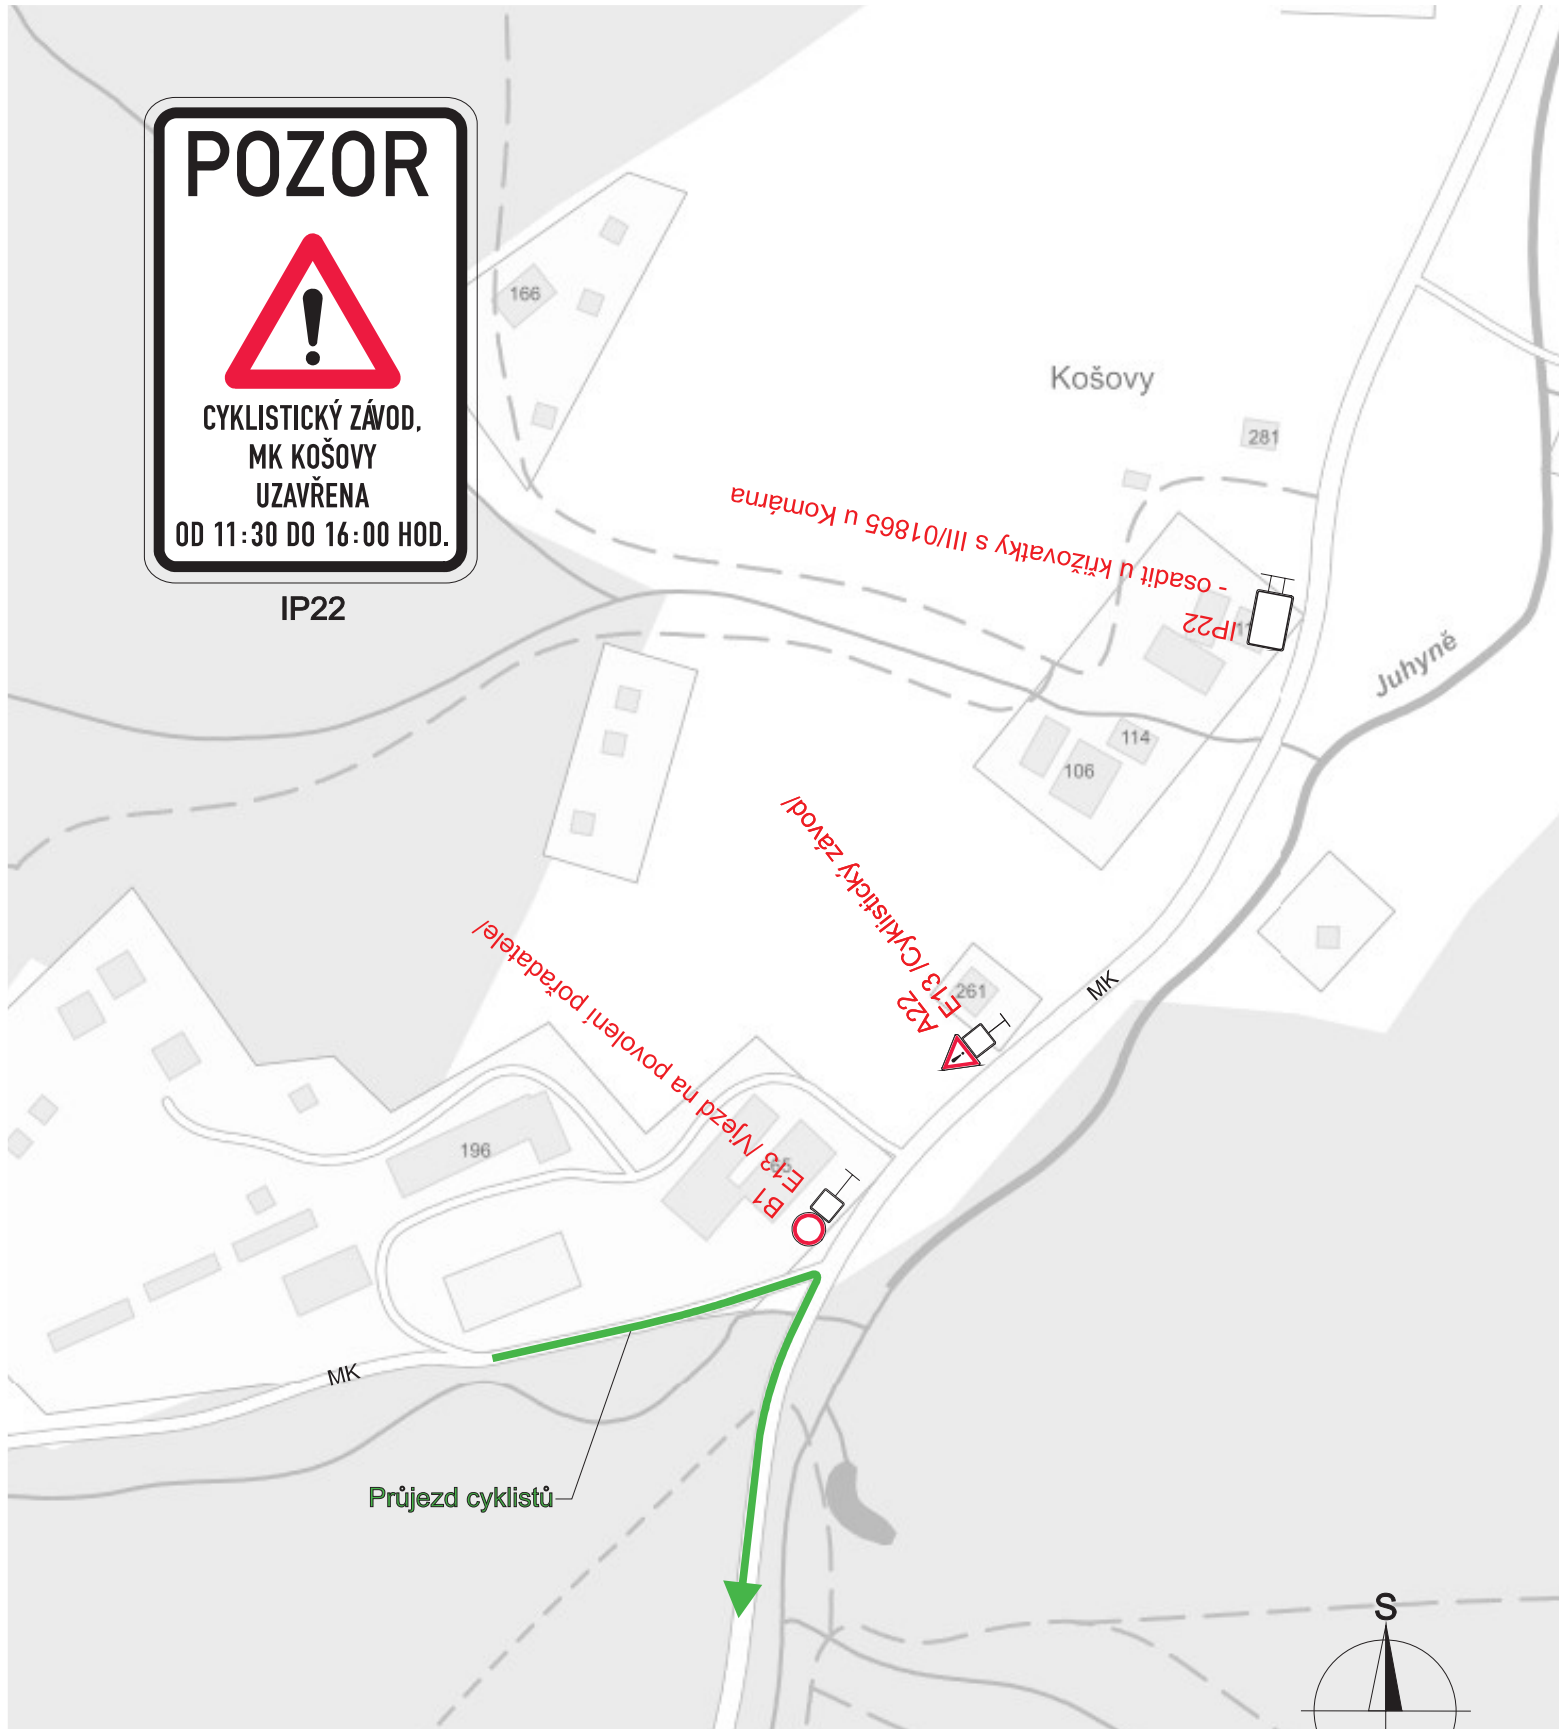 POZOR
CYKLISTICKÝ ZÁVOD,
MK KOŠOVY
UZAVŘENA
OD 11:30 DO 16:00 HOD.
IP22
166
Košovy
281
IP22
- osadit u křižovatky s III/01865 u Komárna
Juhyně
114
106
A22
E13 /Cyklistický závod/
261
MK
B1
E13 /Vjezd na povolení pořadatele/
65
196
MK
Průjezd cyklistů
S